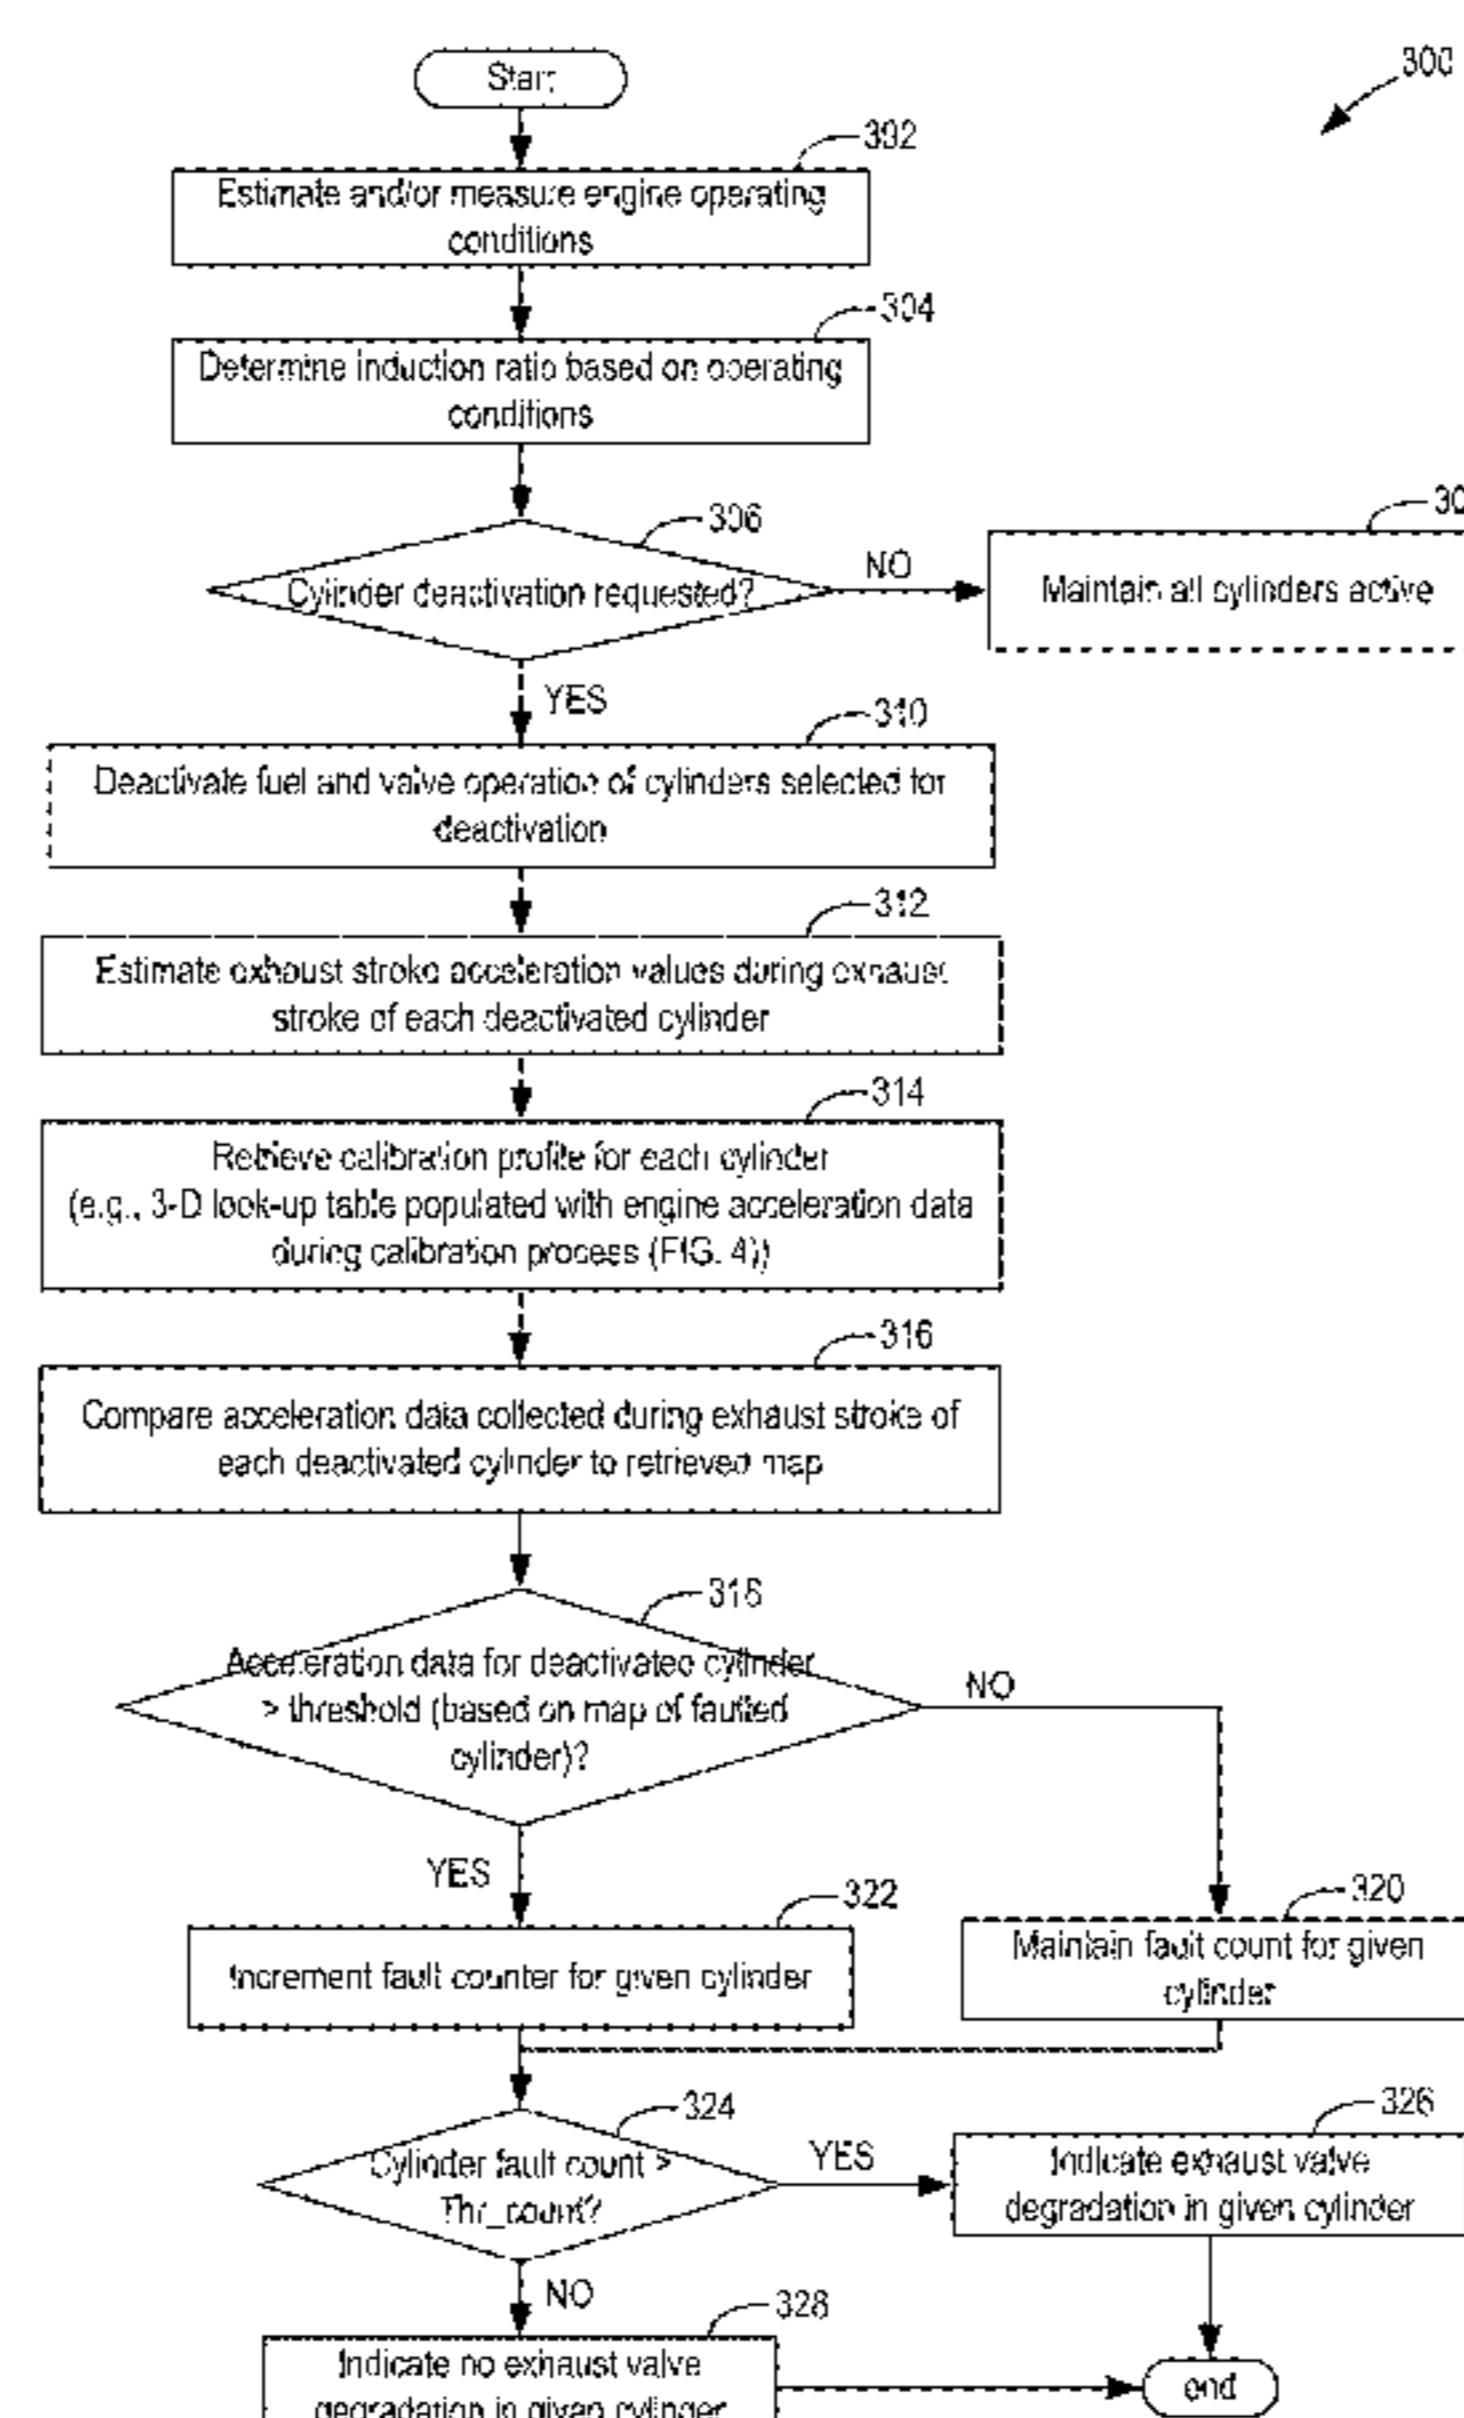 Start
300
302
Estimate and/or measure engine operating
conditions
304
Determine induction ratio based on operating
conditions
306
Cylinder deactivation requested?
NO
30
Maintain all cylinders active
YES
310
Deactivate fuel and valve operation of cylinders selected for
deactivation
312
Estimate exhaust stroke acceleration values during exhaust
stroke of each deactivated cylinder
314
Retrieve calibration profile for each cylinder
(e.g., 3-D look-up table populated with engine acceleration data
during calibration process (FIG. 4))
316
Compare acceleration data collected during exhaust stroke of
each deactivated cylinder to retrieved map
318
Acceleration data for deactivated cylinder
> threshold (based on map of faulted
cylinder)?
NO
YES
322
Increment fault counter for given cylinder
320
Maintain fault count for given
cylinder
324
Cylinder fault count >
Thr_count?
YES
326
Indicate exhaust valve
degradation in given cylinder
NO
328
Indicate no exhaust valve
degradation in given cylinder
end